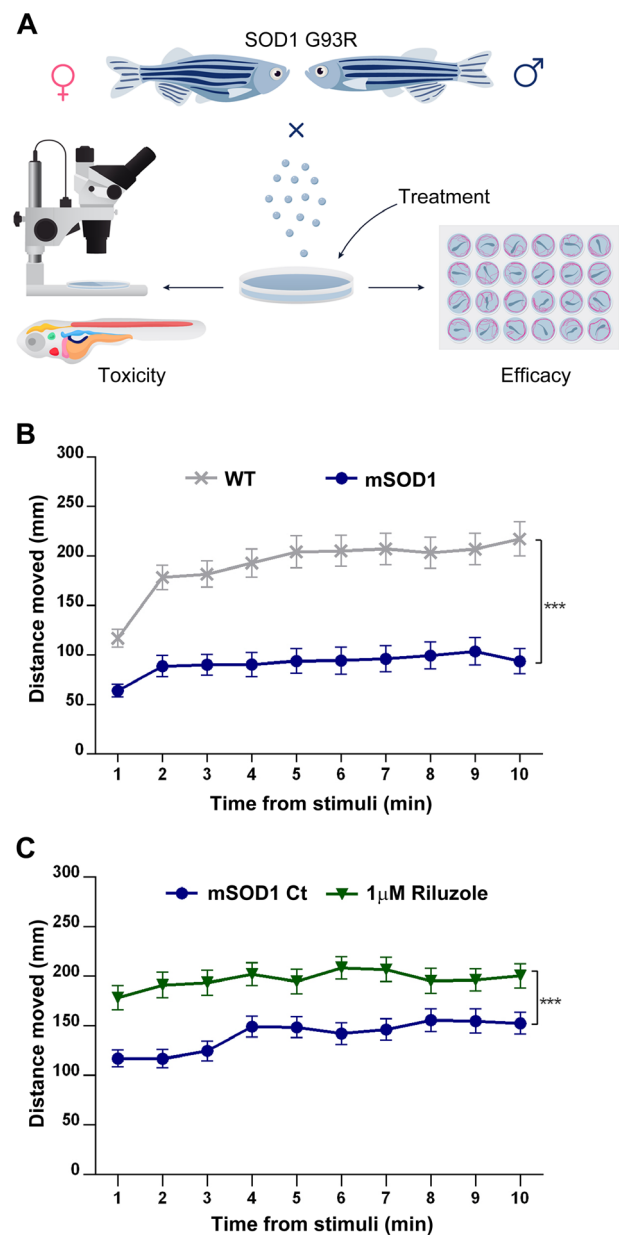 A
SOD1 G93R
♀
♂
×
Treatment
Toxicity
Efficacy
B
300
250
200
150
100
50
0
Distance moved (mm)
WT
mSOD1
***
1 2 3 4 5 6 7 8 9 10
Time from stimuli (min)
C
300
250
200
150
100
50
0
Distance moved (mm)
mSOD1 Ct
1μM Riluzole
***
1 2 3 4 5 6 7 8 9 10
Time from stimuli (min)